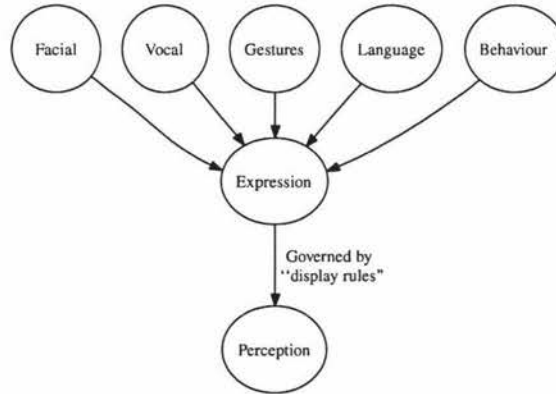 Facial
Vocal
Gestures
Language
Behaviour
Expression
Governed by
‘‘display rules’’
Perception